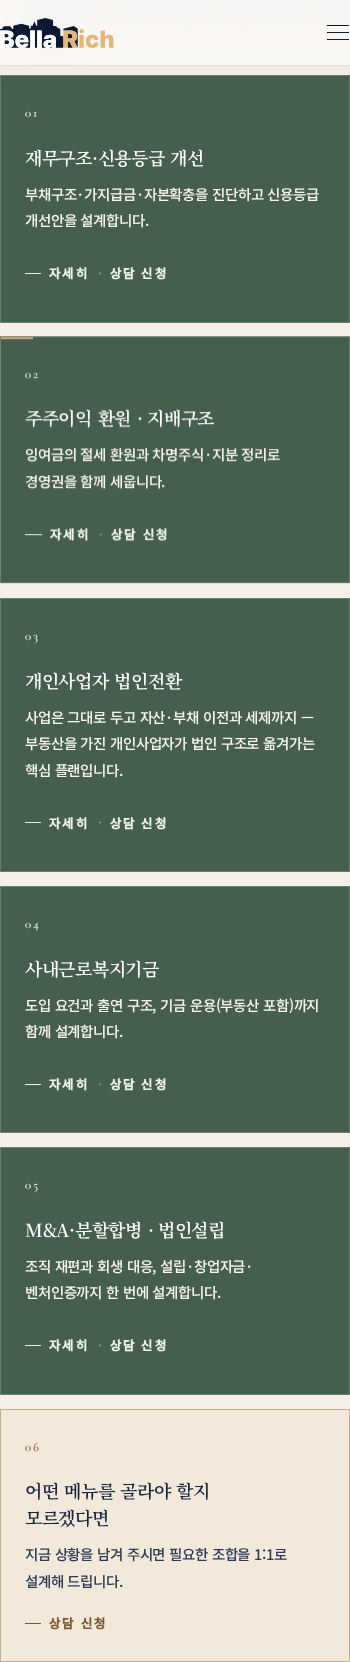 Bella Rich
01
재무구조·신용등급 개선
부채구조·가지급금·자본확충을 진단하고 신용등급
개선안을 설계합니다.
— 자세히 · 상담 신청
02
주주이익 환원 · 지배구조
잉여금의 절세 환원과 차명주식·지분 정리로
경영권을 함께 세웁니다.
— 자세히 · 상담 신청
03
개인사업자 법인전환
사업은 그대로 두고 자산·부채 이전과 세제까지 —
부동산을 가진 개인사업자가 법인 구조로 옮겨가는
핵심 플랜입니다.
— 자세히 · 상담 신청
04
사내근로복지기금
도입 요건과 출연 구조, 기금 운용(부동산 포함)까지
함께 설계합니다.
— 자세히 · 상담 신청
05
M&A·분할합병 · 법인설립
조직 재편과 회생 대응, 설립·창업자금·
벤처인증까지 한 번에 설계합니다.
— 자세히 · 상담 신청
06
어떤 메뉴를 골라야 할지
모르겠다면
지금 상황을 남겨 주시면 필요한 조합을 1:1로
설계해 드립니다.
— 상담 신청